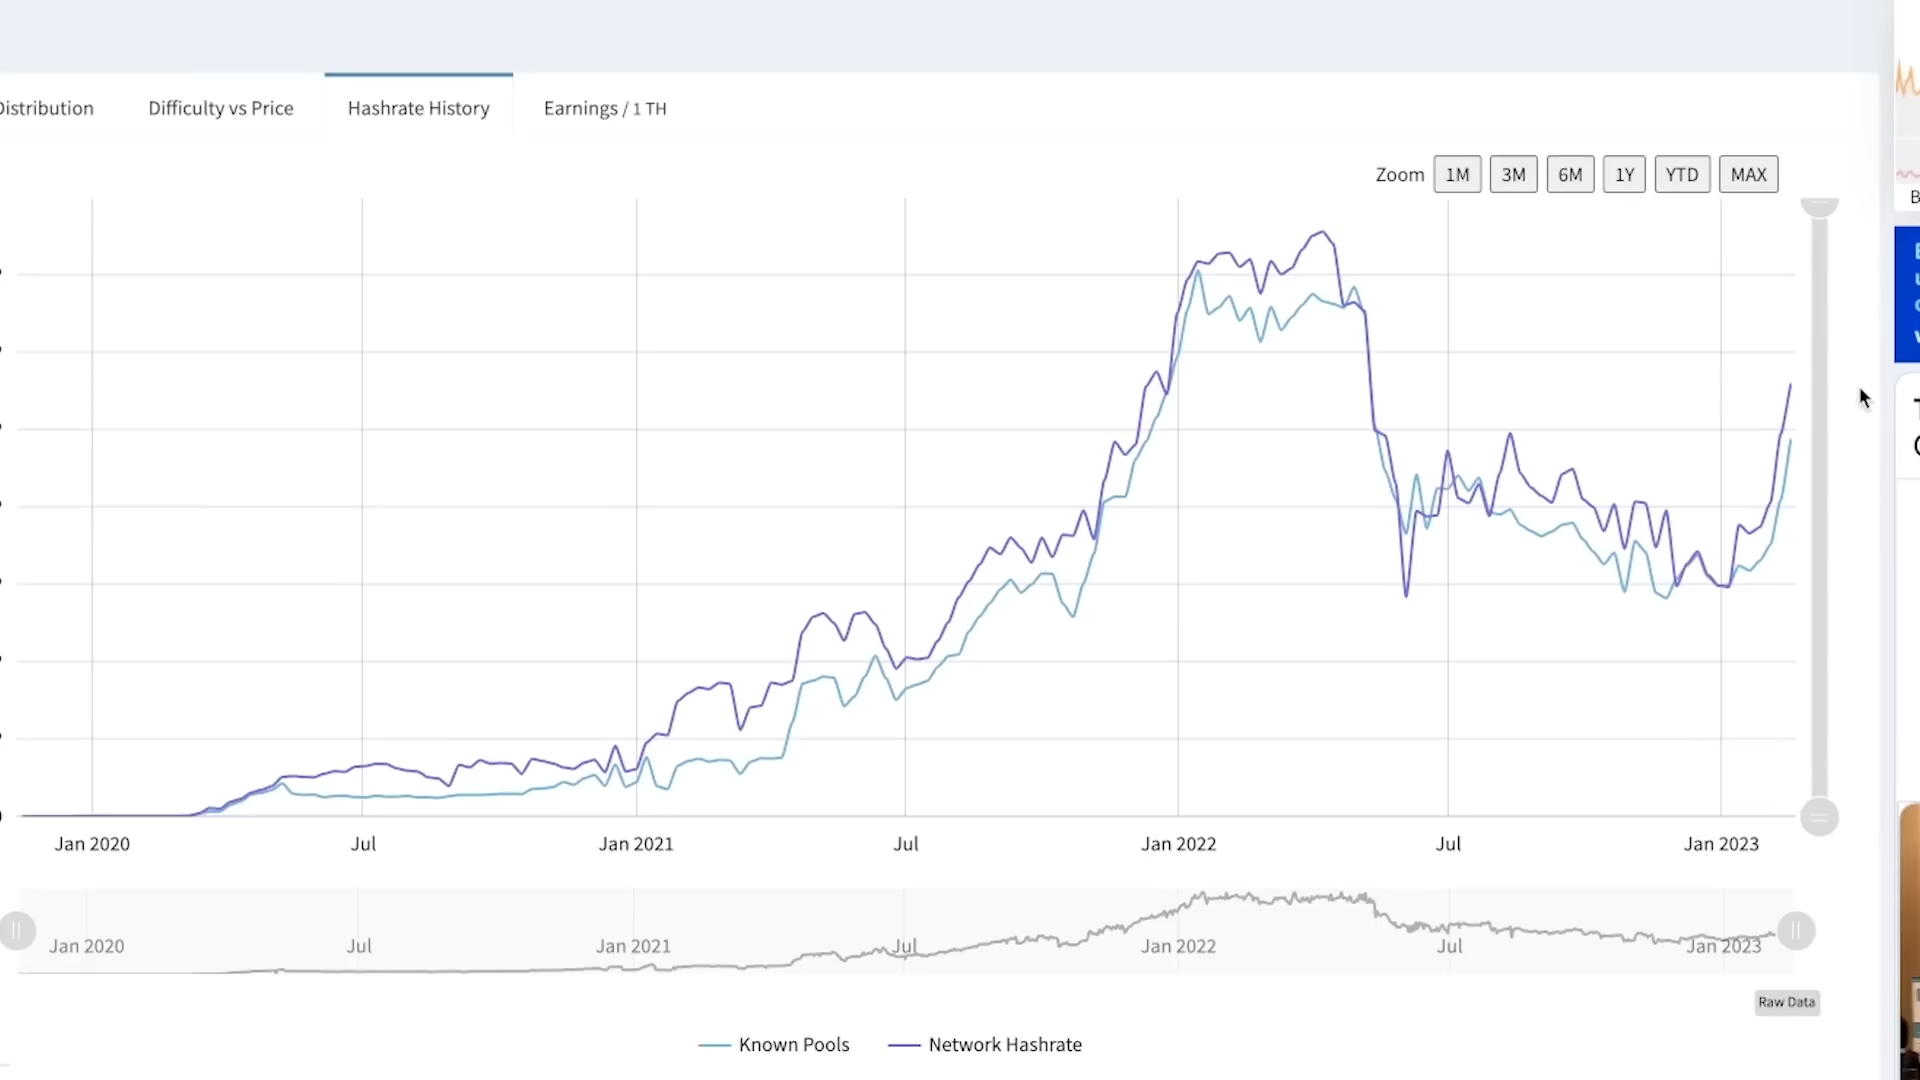 Distribution
Difficulty vs Price
Hashrate History
Earnings / 1 TH
Zoom 1M 3M 6M 1Y YTD MAX
Jan 2020 Jul Jan 2021 Jul Jan 2022 Jul Jan 2023
Jan 2020 Jul Jan 2021 Jul Jan 2022 Jul Jan 2023
Raw Data
Known Pools Network Hashrate